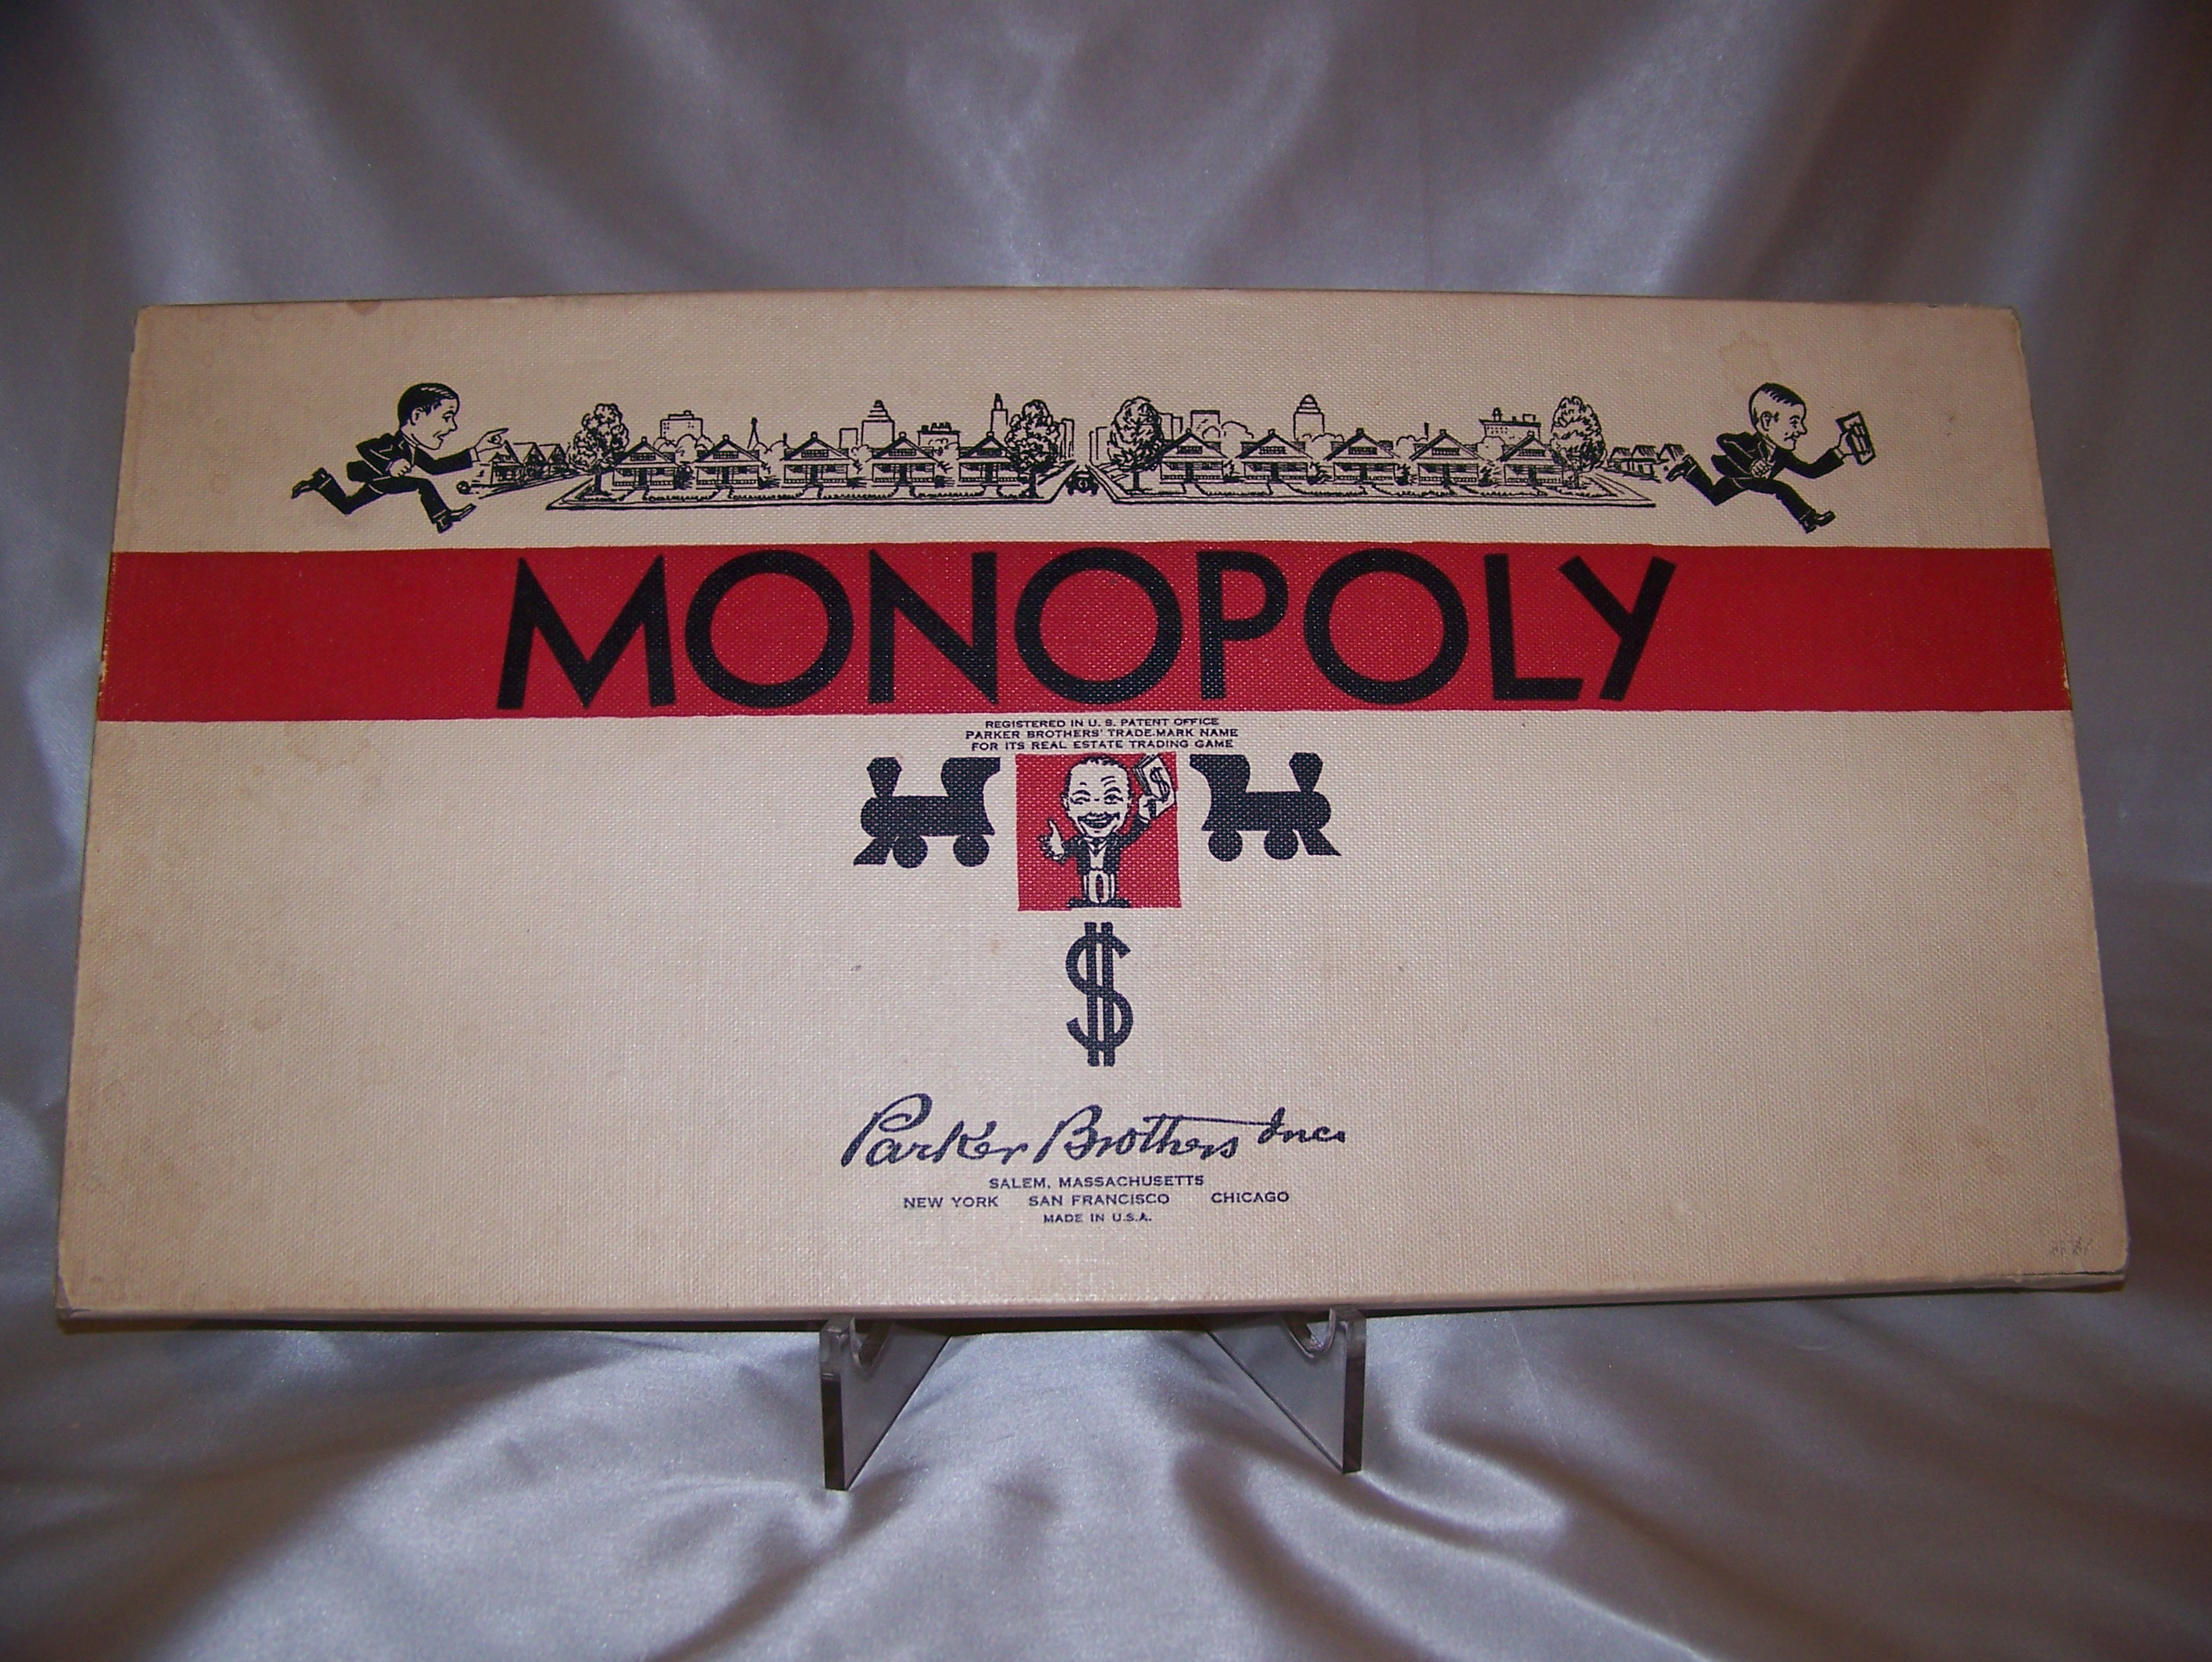 MONOPOLY
REGISTERED IN U. S. PATENT OFFICE
PARKER BROTHERS' TRADE-MARK NAME
FOR ITS REAL ESTATE TRADING GAME
$
$
Parker Brothers Inc.
SALEM, MASSACHUSETTS
NEW YORK SAN FRANCISCO CHICAGO
MADE IN U.S.A.